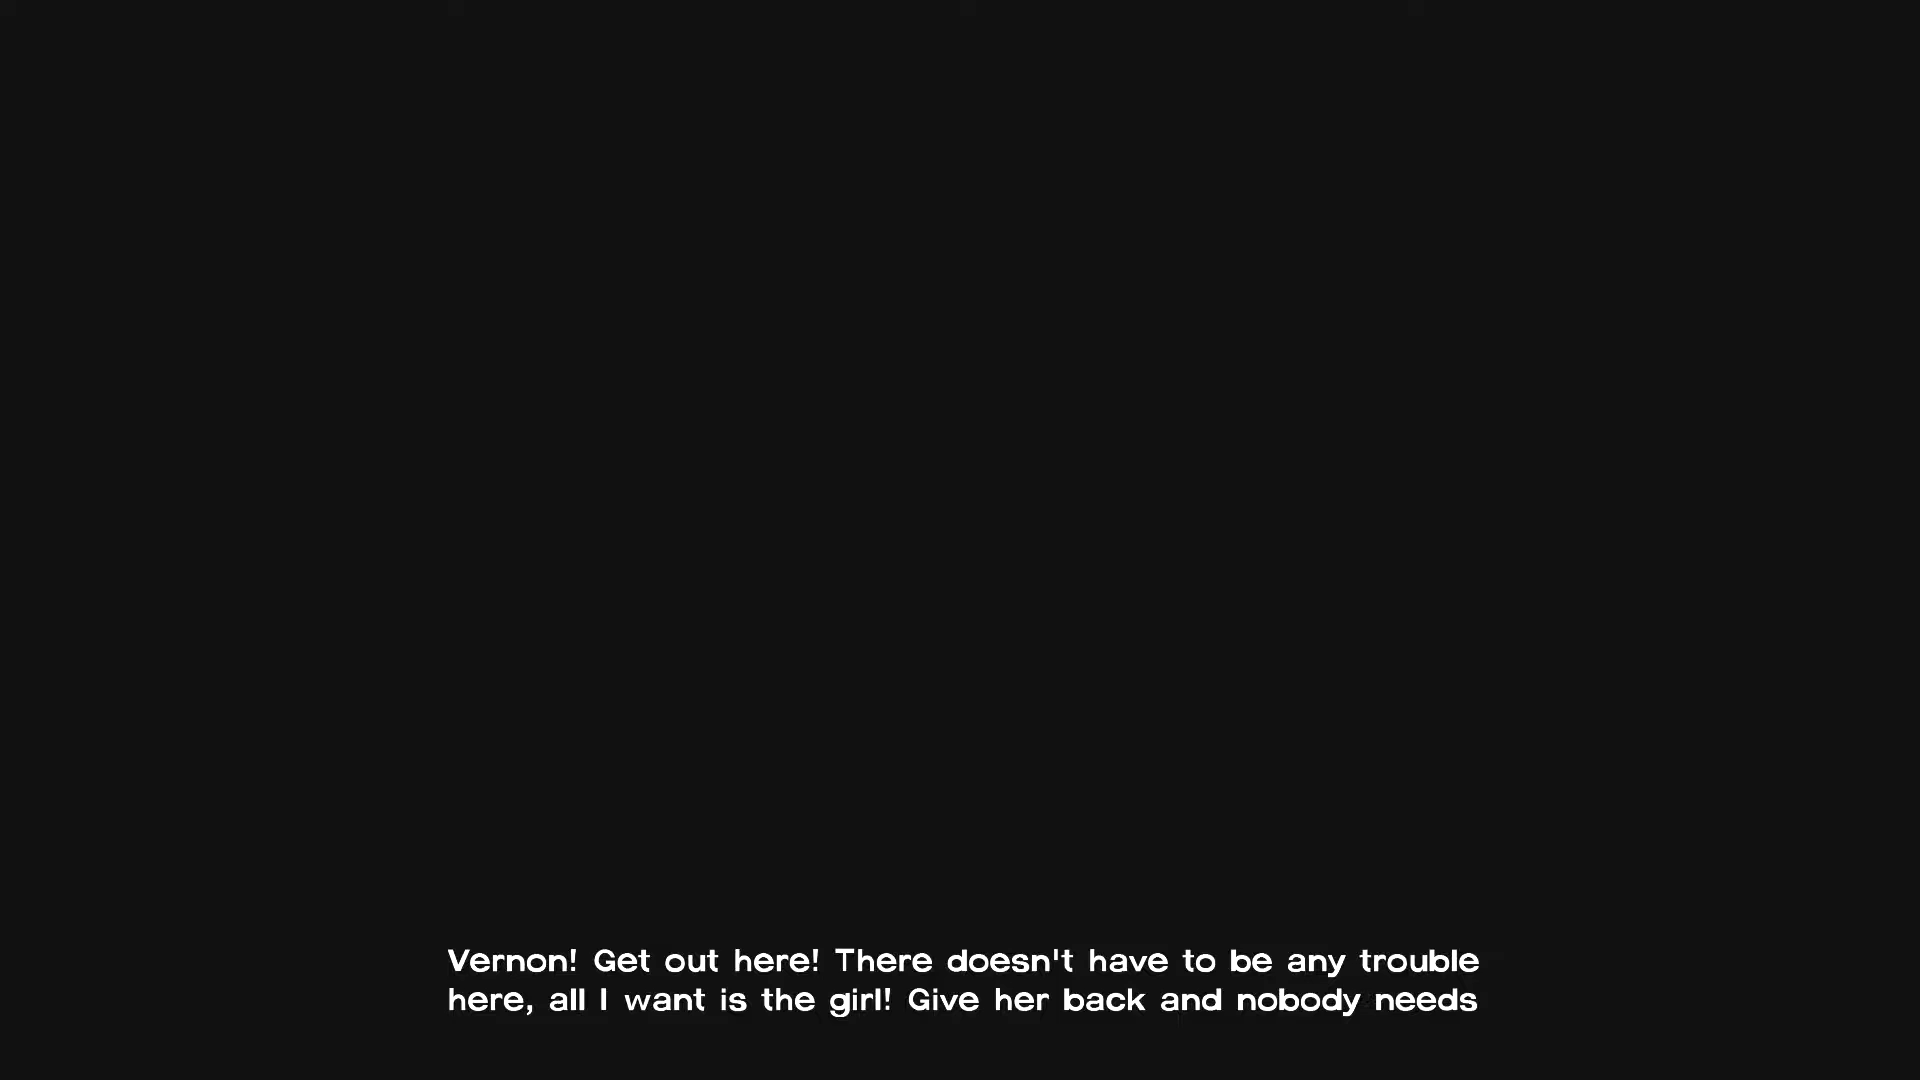 Vernon! Get out here! There doesn't have to be any trouble
here, all I want is the girl! Give her back and nobody needs